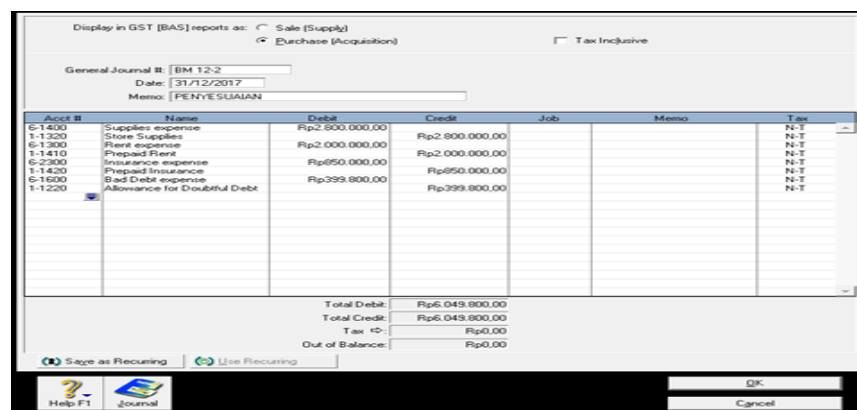 Display in GST [BAS] reports as: Sale (Supply)
Purchase (Acquisition) Tax Inclusive
General Journal #: BM 12-2
Date: 31/12/2017
Memo: PENYESUAIAN
Acct # Name Debit Credit Job Memo Tax
6-1400 Supplies expense Rp2.800.000,00 N-T
1-1320 Store Supplies Rp2.800.000,00 N-T
6-1300 Rent expense Rp2.000.000,00 N-T
1-1410 Prepaid Rent Rp2.000.000,00 N-T
6-2300 Insurance expense Rp850.000,00 N-T
1-1420 Prepaid Insurance Rp850.000,00 N-T
6-1600 Bad Debt expense Rp399.800,00 N-T
1-1220 Allowance for Doubtful Debt Rp399.800,00 N-T
Total Debit: Rp6.049.800,00
Total Credit: Rp6.049.800,00
Tax ⇨: Rp0,00
Out of Balance: Rp0,00
Save as Recurring Use Recurring
Help F1 Journal OK
Cancel